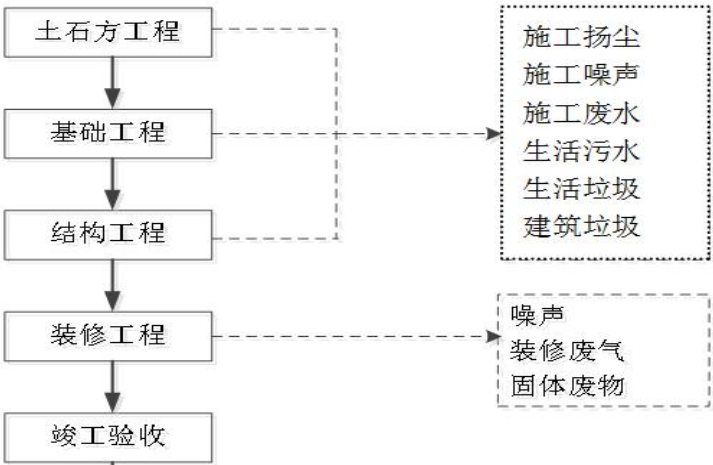 土石方工程
基础工程
结构工程
装修工程
竣工验收
施工扬尘
施工噪声
施工废水
生活污水
生活垃圾
建筑垃圾
噪声
装修废气
固体废物